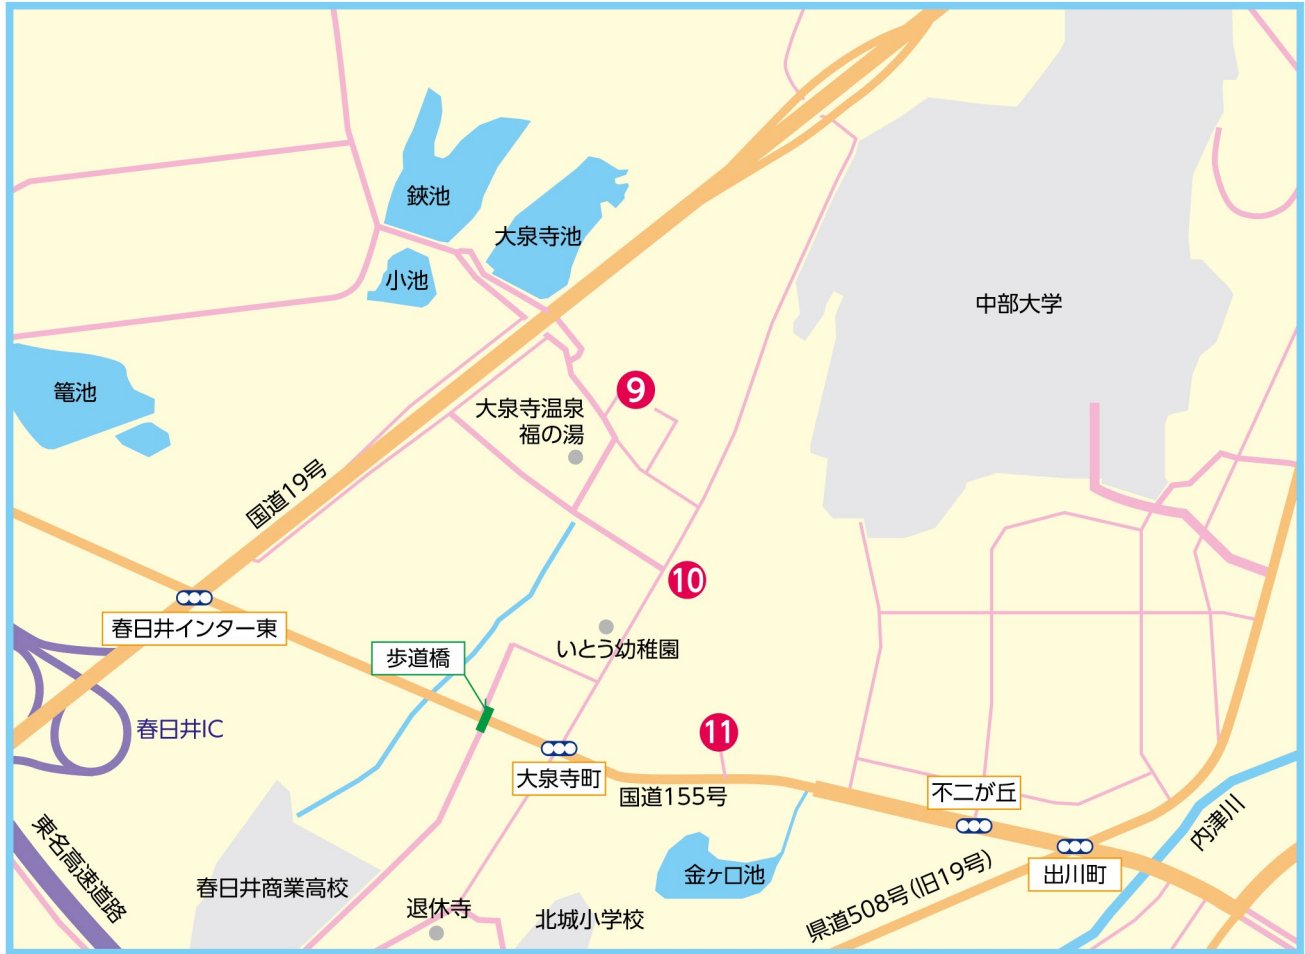 鋏池
大泉寺池
小池
中部大学
篭池
9
大泉寺温泉
福の湯
国道19号
10
春日井インター東
いとう幼稚園
歩道橋
春日井IC
11
大泉寺町
国道155号
不二が丘
内津川
東名高速道路
春日井商業高校
金ヶ口池
出川町
県道508号(旧19号)
退休寺
北城小学校